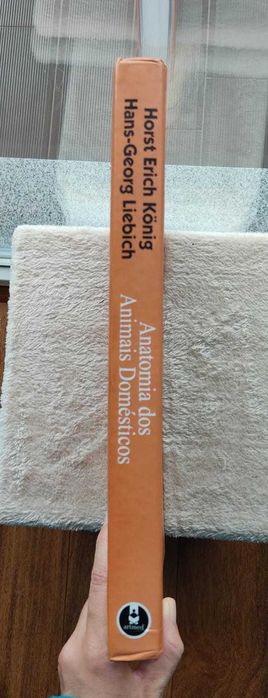 Horst Erich König
Hans-Georg Liebich
Anatomia dos
Animais Domésticos
artmed